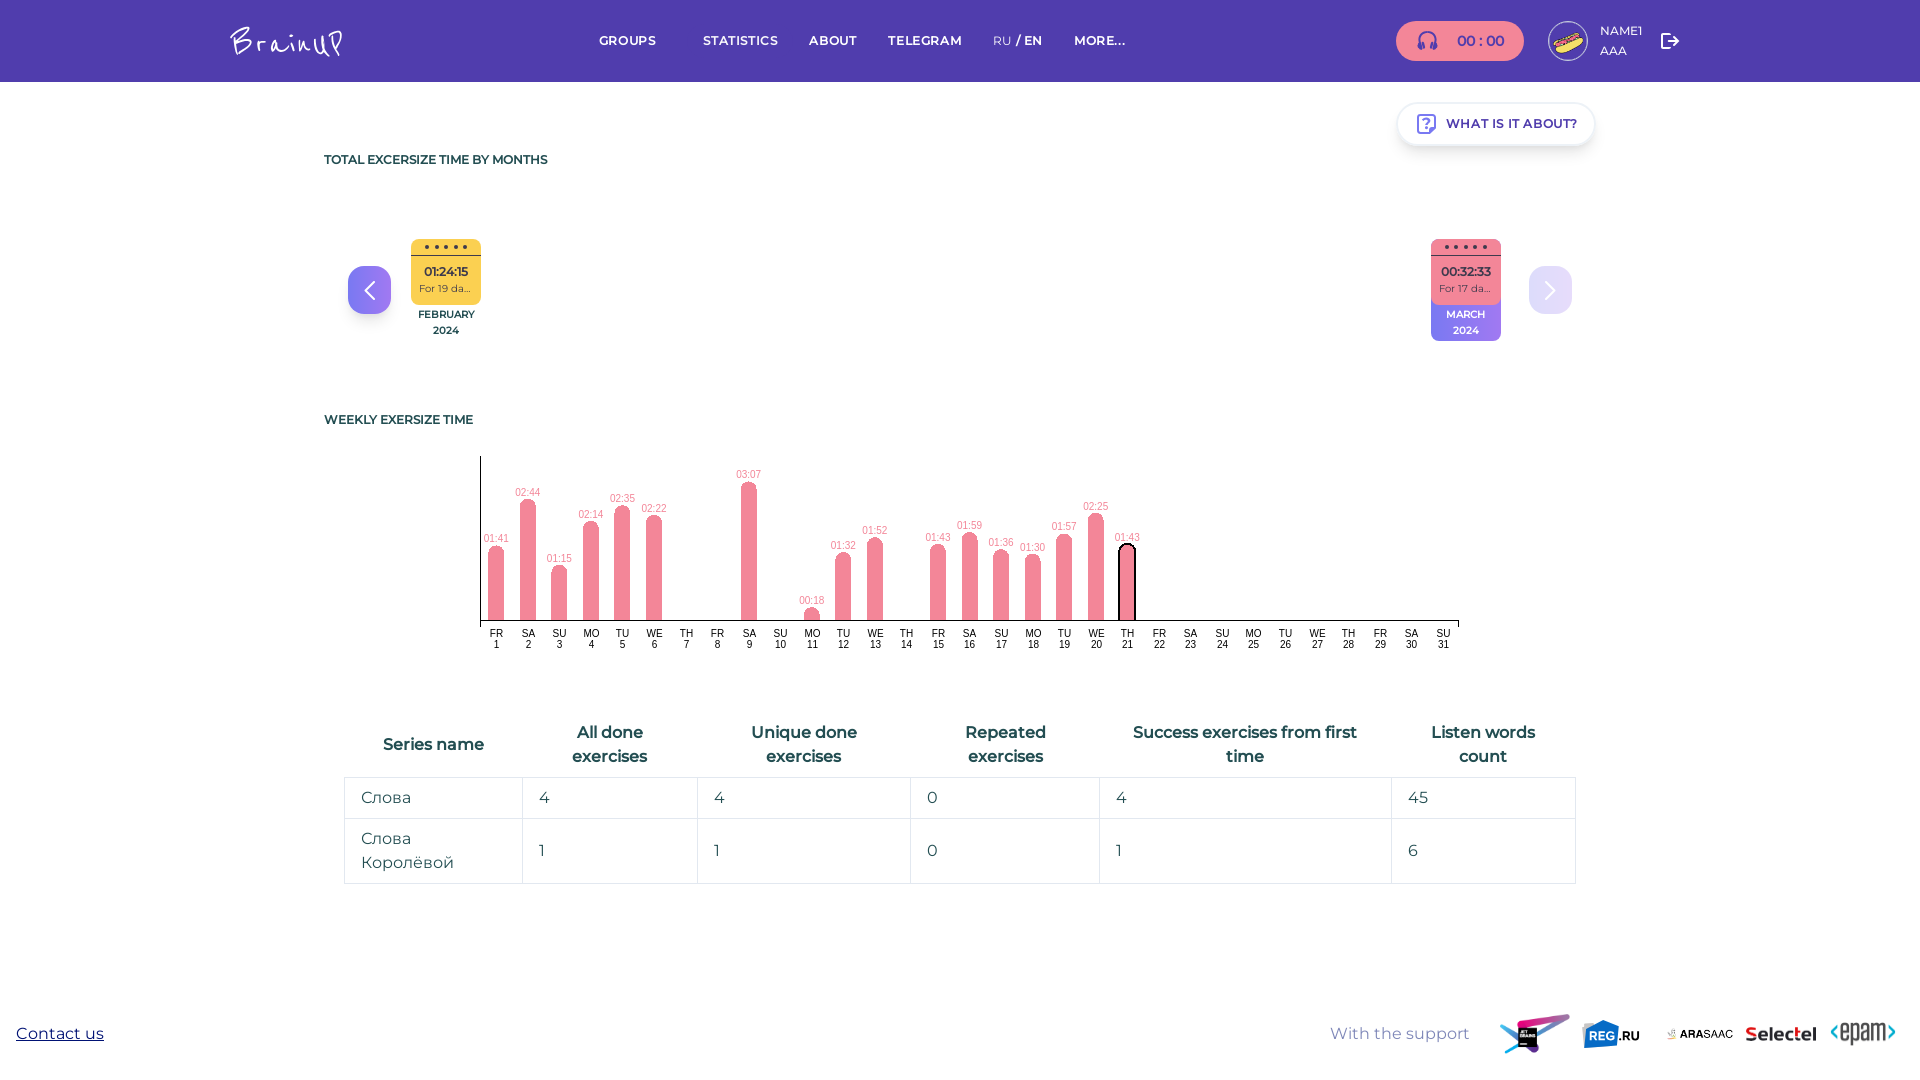 BrainUP
GROUPS STATISTICS ABOUT TELEGRAM RU / EN MORE...
00 : 00
NAME1
AAA
WHAT IS IT ABOUT?
TOTAL EXCERSIZE TIME BY MONTHS
01:24:15
For 19 da...
FEBRUARY
2024
00:32:33
For 17 da...
MARCH
2024
WEEKLY EXERSIZE TIME
01:41 02:44 01:15 02:14 02:35 02:22 03:07 00:18 01:32 01:52 01:43 01:59 01:36 01:30 01:57 02:25 01:43
FR SA SU MO TU WE TH FR SA SU MO TU WE TH FR SA SU MO TU WE TH FR SA SU MO TU WE TH FR SA SU
1 2 3 4 5 6 7 8 9 10 11 12 13 14 15 16 17 18 19 20 21 22 23 24 25 26 27 28 29 30 31
Series name All done exercises Unique done exercises Repeated exercises Success exercises from first time Listen words count
Слова 4 4 0 4 45
Слова Королёвой 1 1 0 1 6
Contact us
With the support
JET BRAINS
REG.RU
ARASAAC
Selectel
<epam>